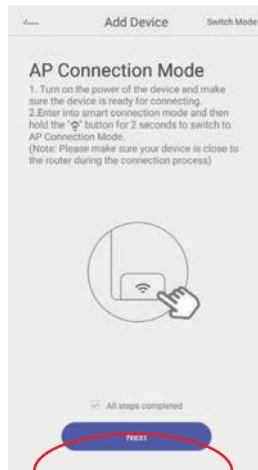 Add Device
Switch Mode
AP Connection Mode
1. Turn on the power of the device and make
sure the device is ready for connecting.
2.Enter into smart connection mode and then
hold the "" button for 2 seconds to switch to
AP Connection Mode.
(Note: Please make sure your device is close to
the router during the connection process)
All steps completed
Next